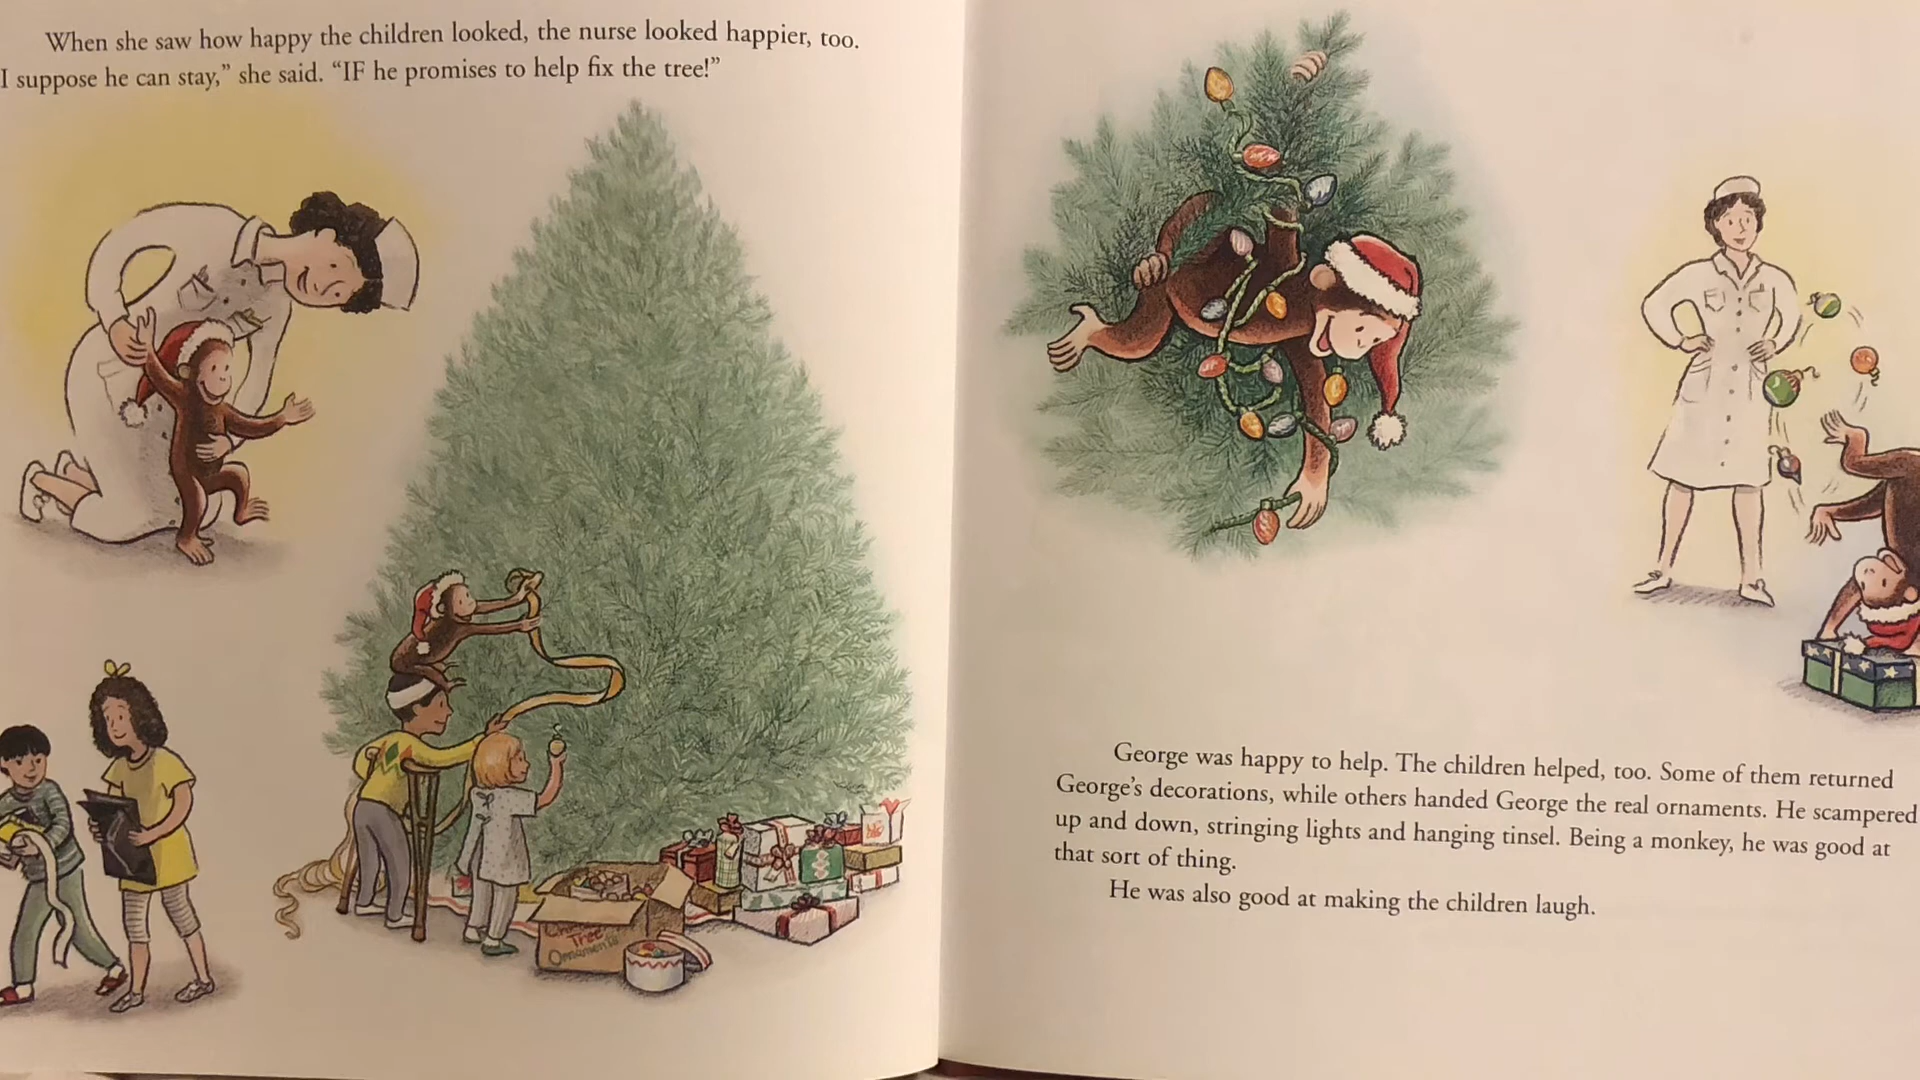 When she saw how happy the children looked, the nurse looked happier, too.
I suppose he can stay,” she said. “IF he promises to help fix the tree!”
Tree
Ornaments
George was happy to help. The children helped, too. Some of them returned
George’s decorations, while others handed George the real ornaments. He scampered
up and down, stringing lights and hanging tinsel. Being a monkey, he was good at
that sort of thing.
He was also good at making the children laugh.